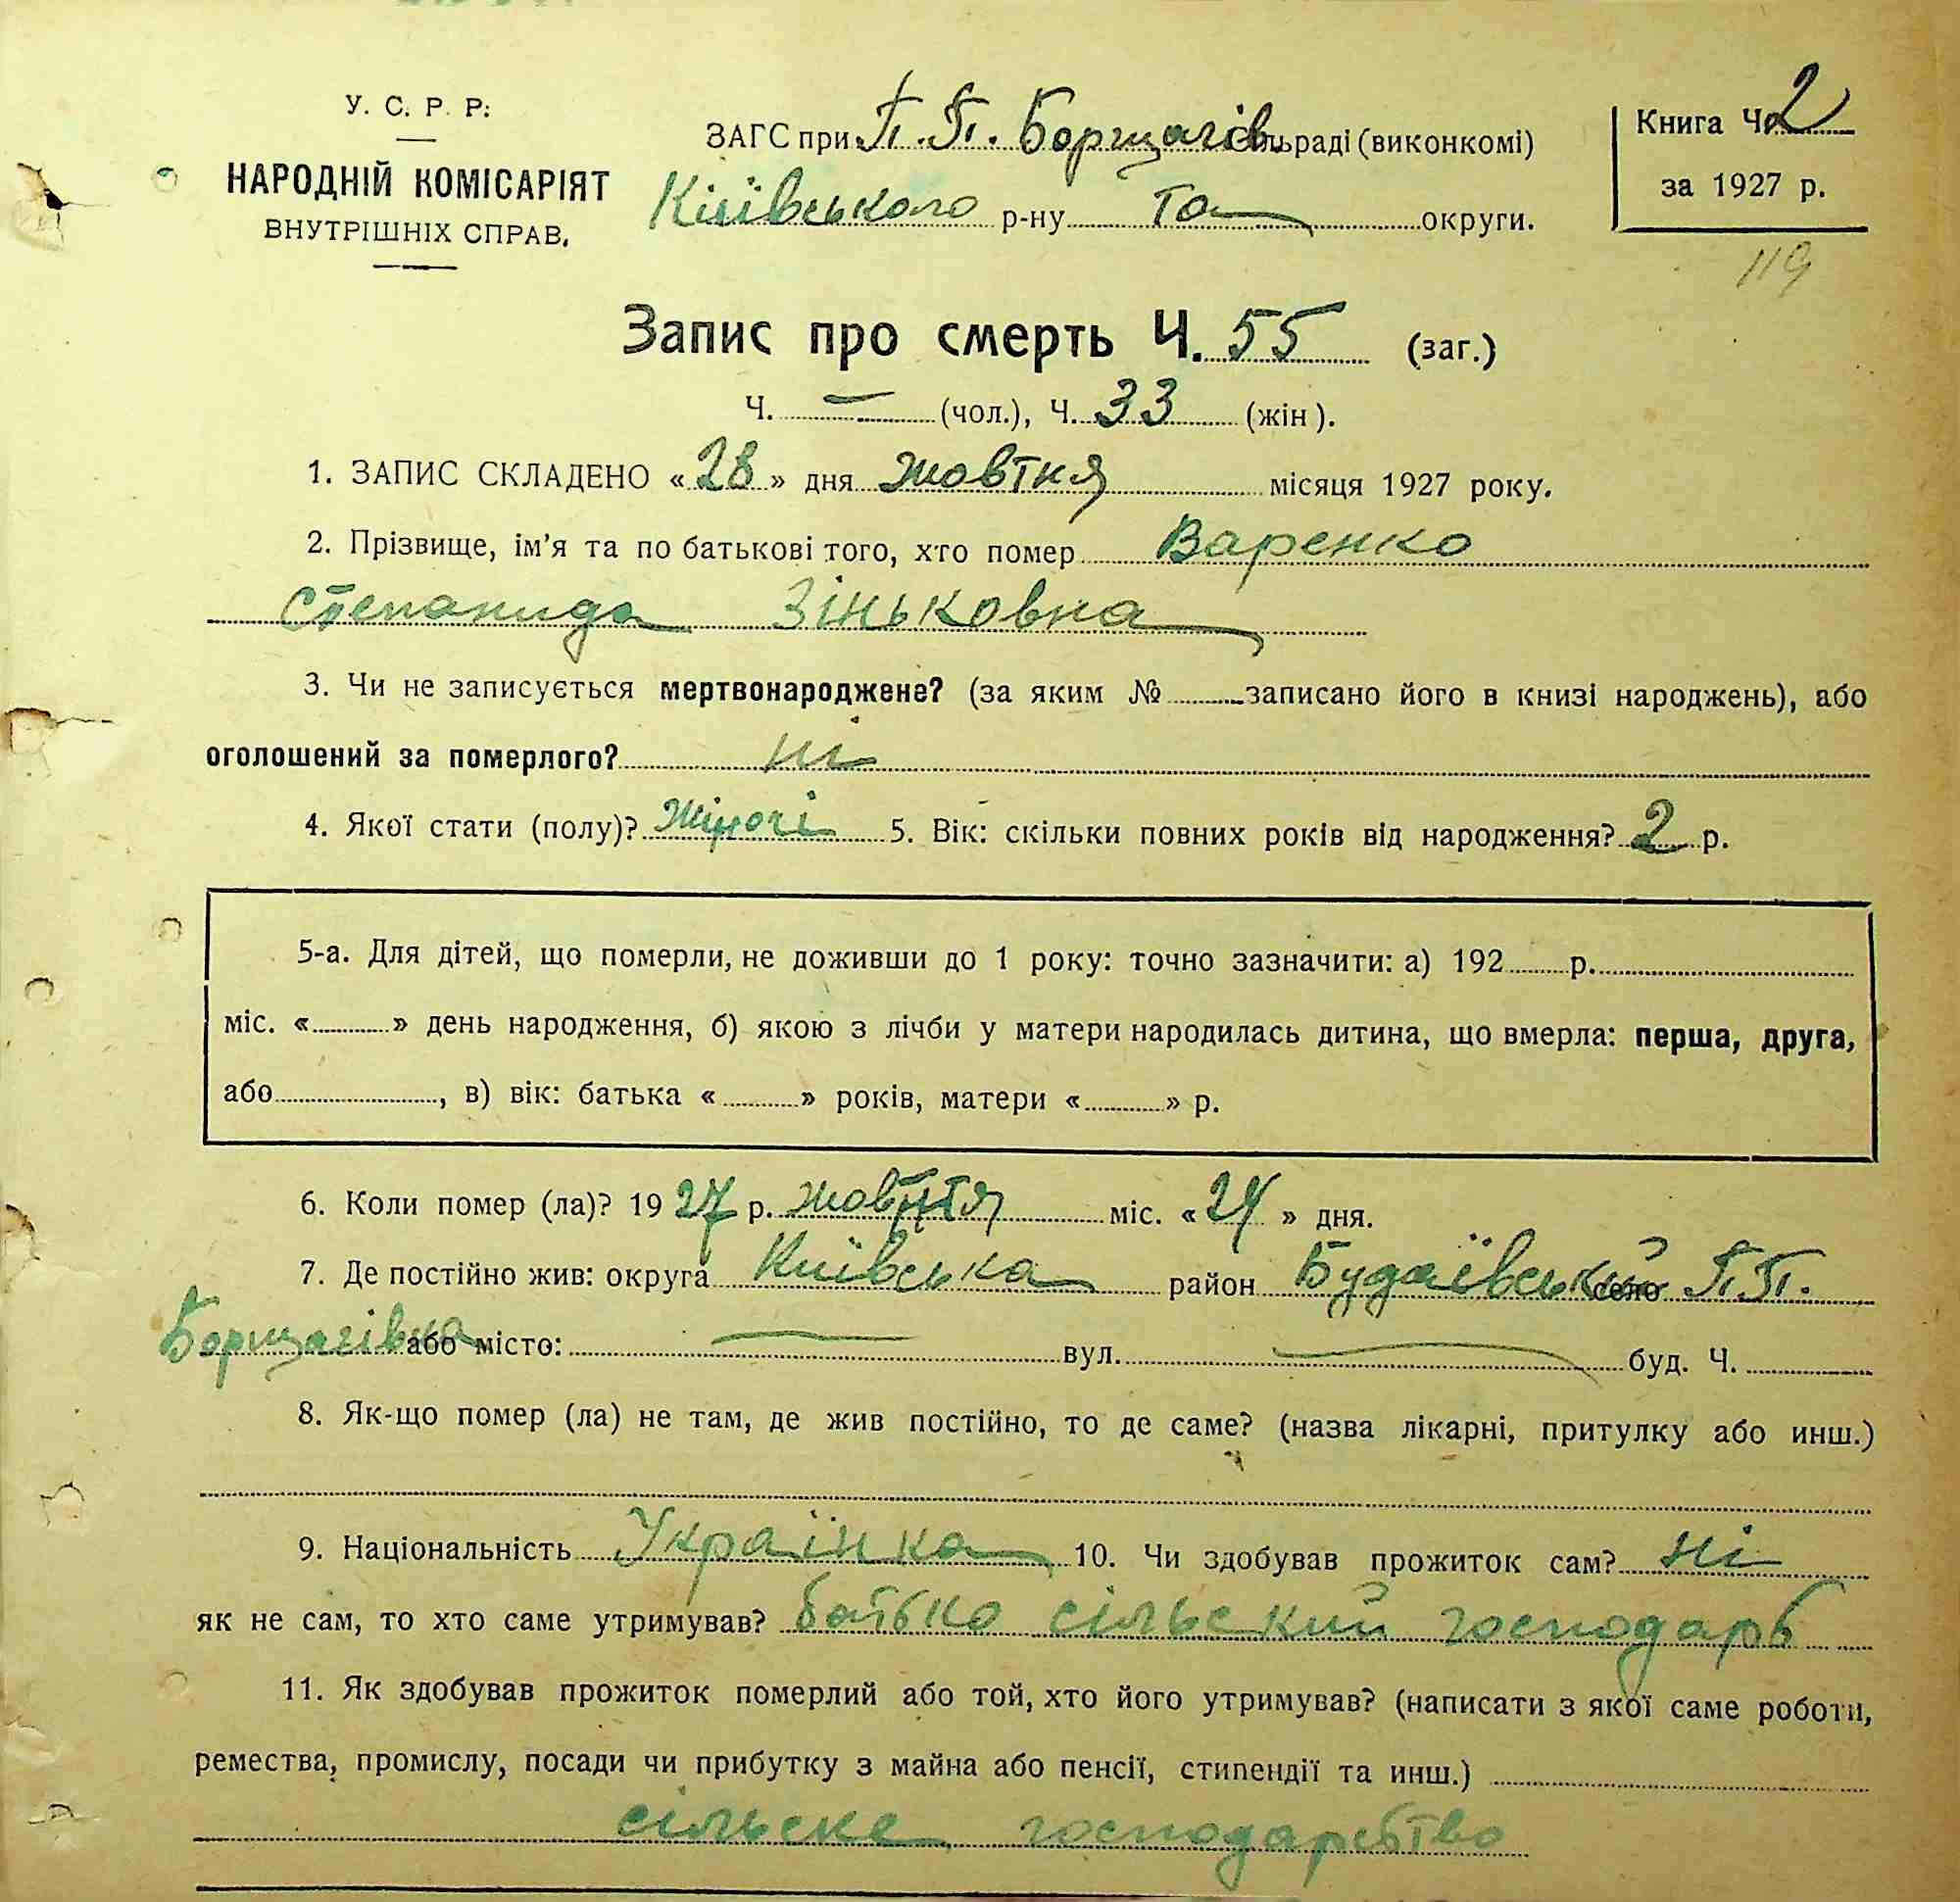 У. С. Р. Р.
НАРОДНІЙ КОМІСАРІЯТ
ВНУТРІШНІХ СПРАВ.
ЗАГС при П. П. Борщагів. сільраді (виконкомі)
Київського р-ну та округи.
Книга Ч. 2
за 1927 р.
119
Запис про смерть Ч. 55 (заг.)
Ч. — (чол.), Ч. 33 (жін).
1. ЗАПИС СКЛАДЕНО «28» дня жовтня місяця 1927 року.
2. Прізвище, ім'я та по батькові того, хто помер Варенко
Степанида Зіньковна
3. Чи не записується мертвонароджене? (за яким № записано його в книзі народжень), або
оголошений за померлого? ні
4. Якої стати (полу)? Жіночі 5. Вік: скільки повних років від народження? 2 р.
5-а. Для дітей, що померли, не доживши до 1 року: точно зазначити: а) 192 р.
міс. « » день народження, б) якою з лічби у матери народилась дитина, що вмерла: перша, друга,
або , в) вік: батька « » років, матери « » р.
6. Коли помер (ла)? 1927 р. жовтня міс. «24» дня.
7. Де постійно жив: округа Київська район Будаївський село П. П.
Борщагівка або місто: — вул. — буд. Ч.
8. Як-що помер (ла) не там, де жив постійно, то де саме? (назва лікарні, притулку або инш.)
9. Національність Українка 10. Чи здобував прожиток сам? ні
як не сам, то хто саме утримував? батько сільський господарь
11. Як здобував прожиток померлий або той, хто його утримував? (написати з якої саме роботи,
ремества, промислу, посади чи прибутку з майна або пенсії, стипендії та инш.)
сільське господарство